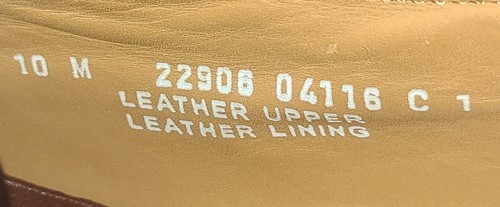 10 M 22906 04116 C 1
LEATHER UPPER
LEATHER LINING